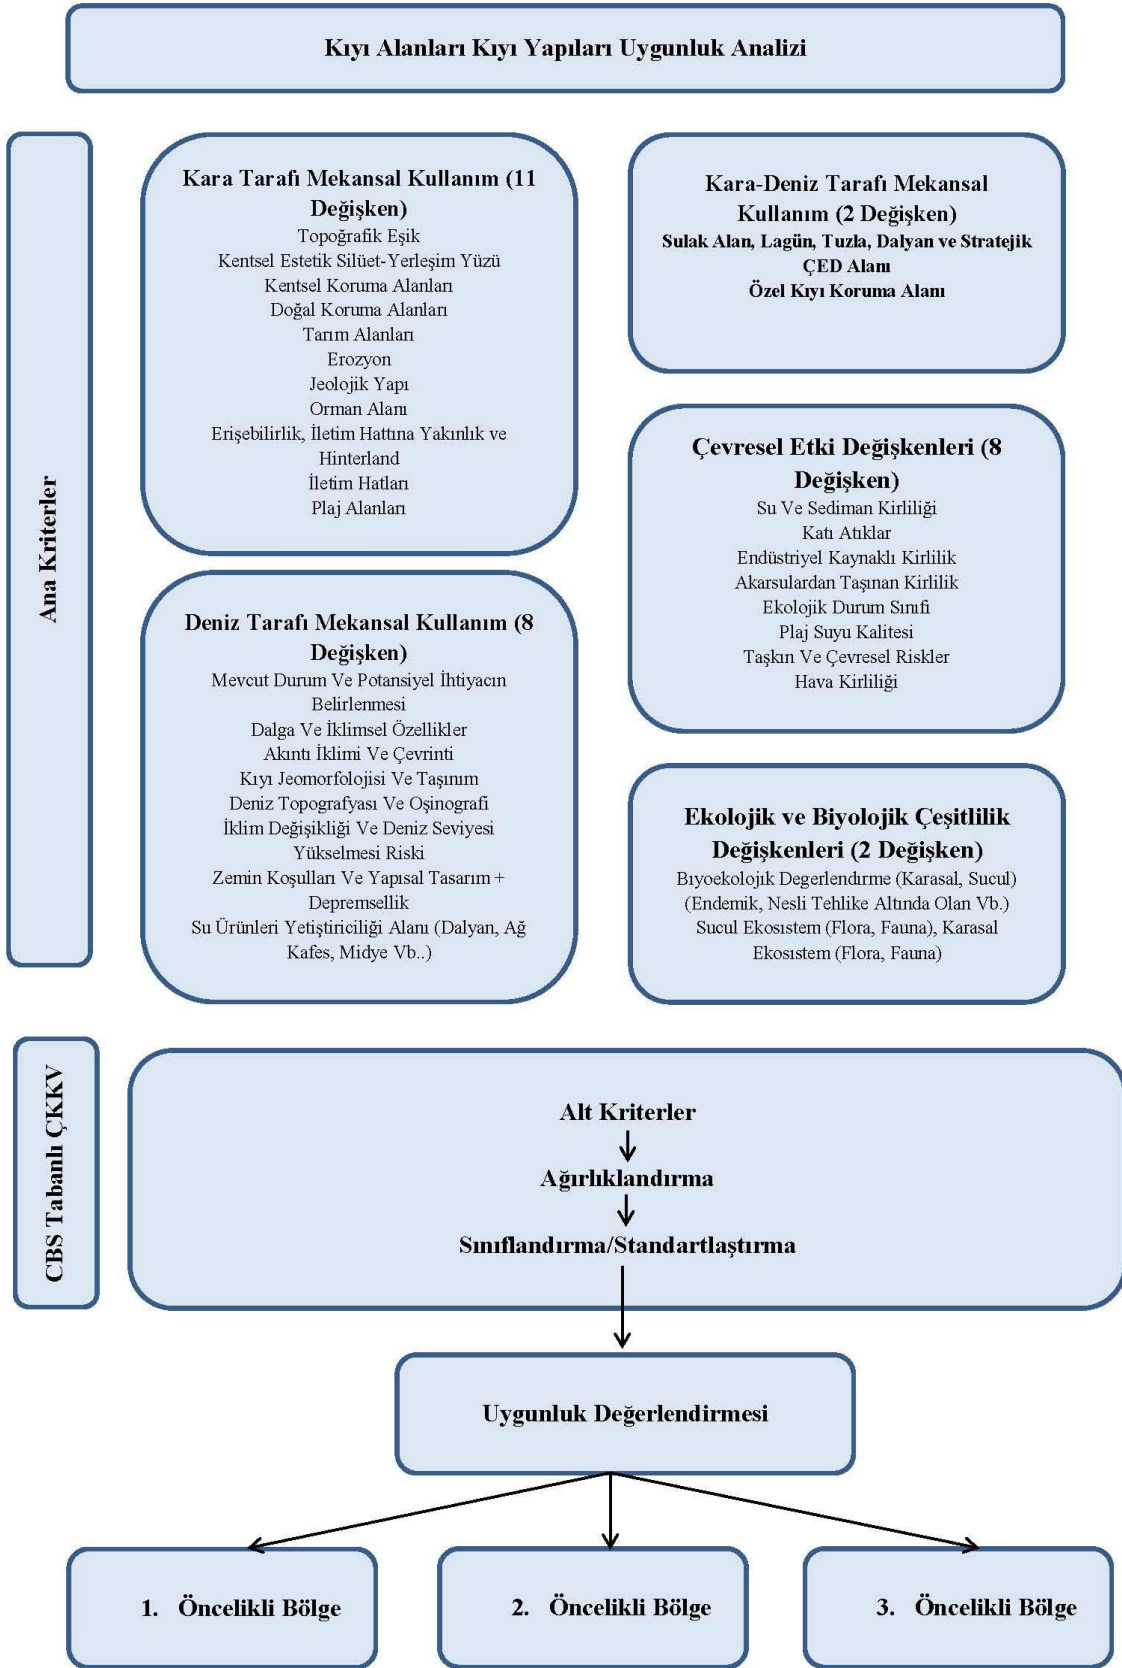 Kıyı Alanları Kıyı Yapıları Uygunluk Analizi
Ana Kriterler
Kara Tarafı Mekansal Kullanım (11
Değişken)
Topoğrafik Eşik
Kentsel Estetik Silüet-Yerleşim Yüzü
Kentsel Koruma Alanları
Doğal Koruma Alanları
Tarım Alanları
Erozyon
Jeolojik Yapı
Orman Alanı
Erişebilirlik, İletim Hattına Yakınlık ve
Hinterland
İletim Hatları
Plaj Alanları
Deniz Tarafı Mekansal Kullanım (8
Değişken)
Mevcut Durum Ve Potansiyel İhtiyacın
Belirlenmesi
Dalga Ve İklimsel Özellikler
Akıntı İklimi Ve Çevrinti
Kıyı Jeomorfolojisi Ve Taşınım
Deniz Topografyası Ve Oşinografi
İklim Değişikliği Ve Deniz Seviyesi
Yükselmesi Riski
Zemin Koşulları Ve Yapısal Tasarım +
Depremsellik
Su Ürünleri Yetiştiriciliği Alanı (Dalyan, Ağ
Kafes, Midye Vb..)
Kara-Deniz Tarafı Mekansal
Kullanım (2 Değişken)
Sulak Alan, Lagün, Tuzla, Dalyan ve Stratejik
ÇED Alanı
Özel Kıyı Koruma Alanı
Çevresel Etki Değişkenleri (8
Değişken)
Su Ve Sediman Kirliliği
Katı Atıklar
Endüstriyel Kaynaklı Kirlilik
Akarsulardan Taşınan Kirlilik
Ekolojik Durum Sınıfı
Plaj Suyu Kalitesi
Taşkın Ve Çevresel Riskler
Hava Kirliliği
Ekolojik ve Biyolojik Çeşitlilik
Değişkenleri (2 Değişken)
Bıyoekolojık Degerlendırme (Karasal, Sucul)
(Endemik, Nesli Tehlike Altında Olan Vb.)
Sucul Ekosıstem (Flora, Fauna), Karasal
Ekosıstem (Flora, Fauna)
CBS Tabanlı ÇKKV
Alt Kriterler
Ağırlıklandırma
Sınıflandırma/Standartlaştırma
Uygunluk Değerlendirmesi
1. Öncelikli Bölge
2. Öncelikli Bölge
3. Öncelikli Bölge